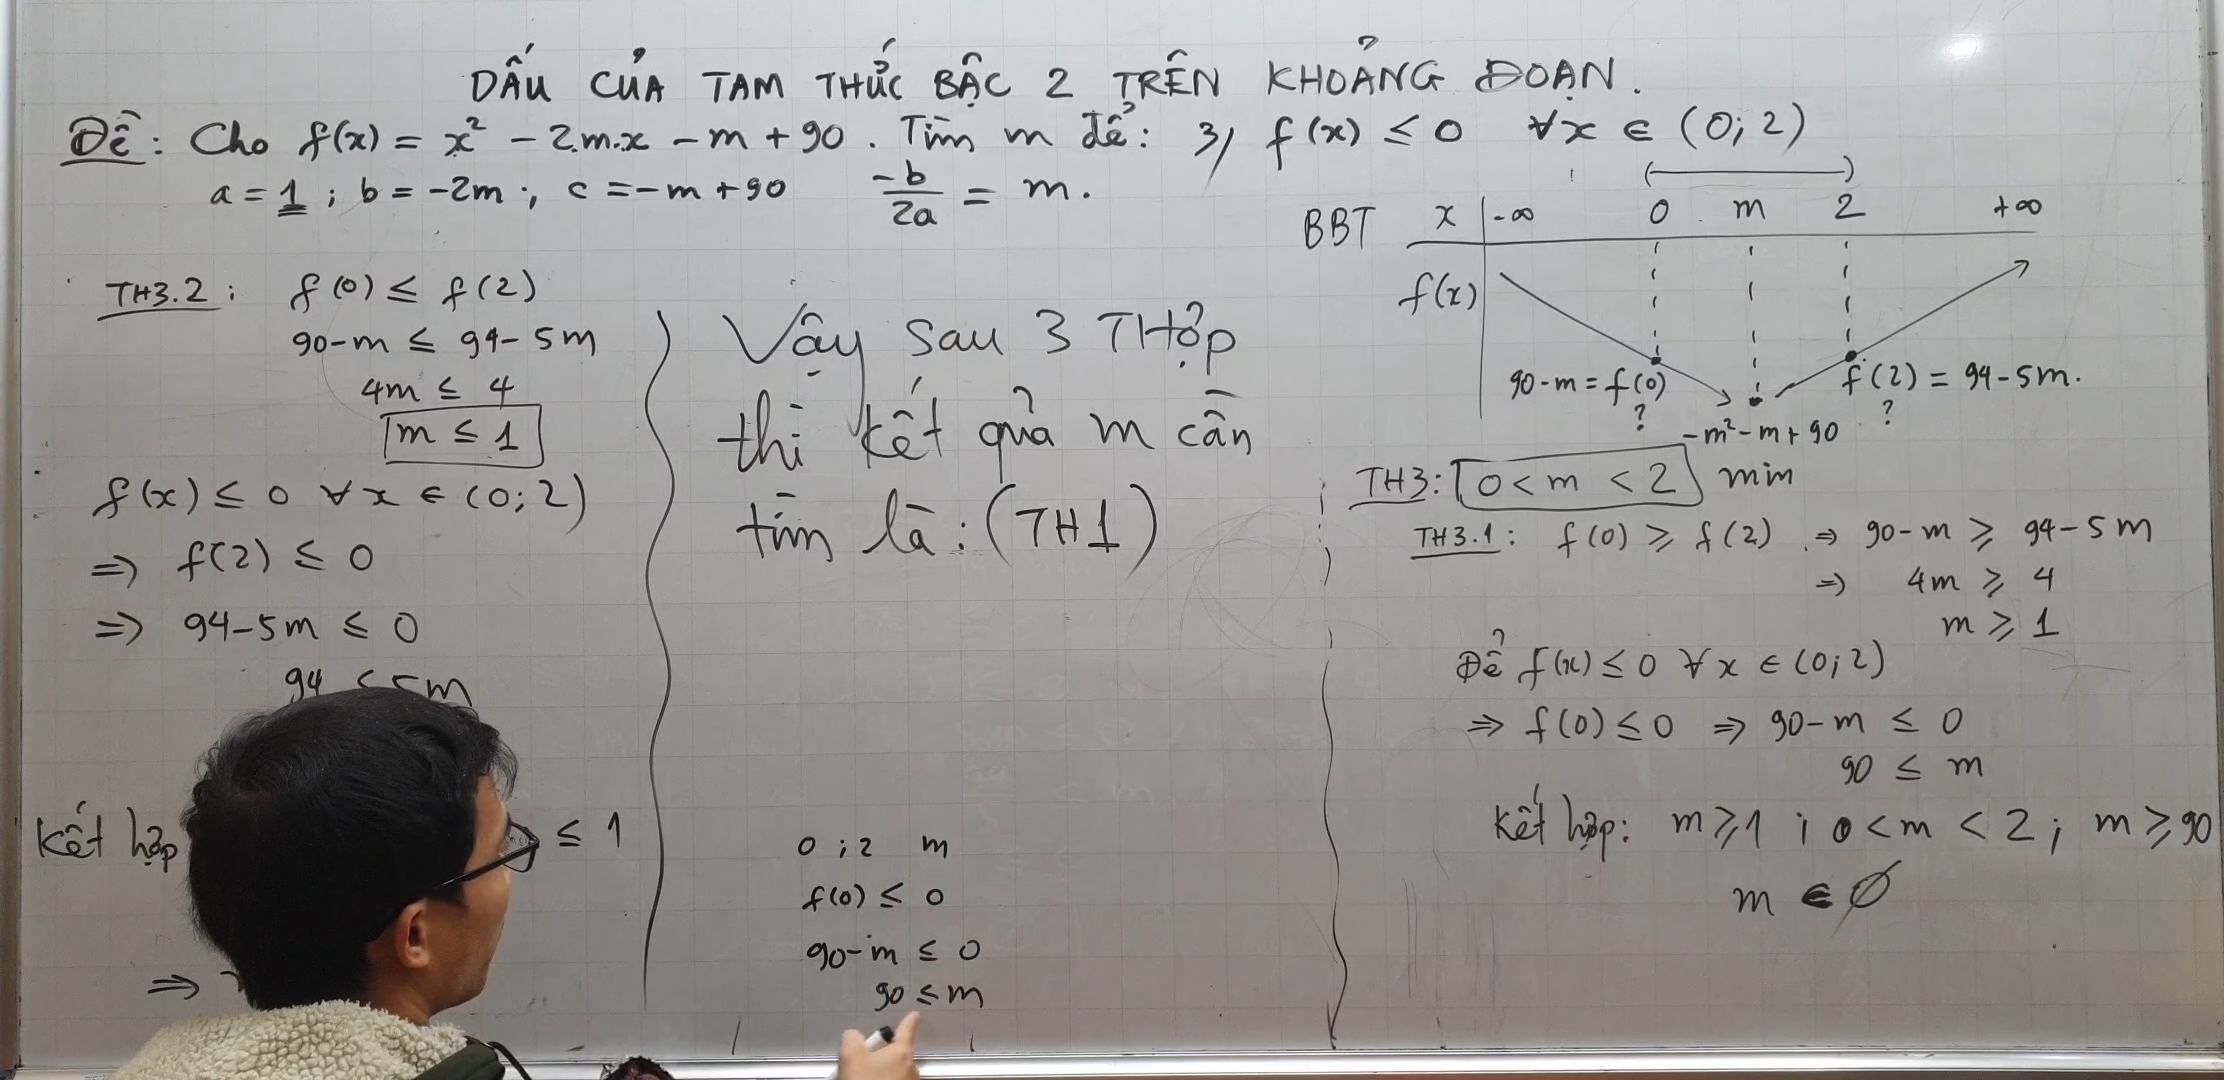 DẤU CỦA TAM THỨC BẬC 2 TRÊN KHOẢNG ĐOẠN.
Đề: Cho f(x) = x² - 2.m.x - m + 90. Tìm m để: 3/ f(x) ≤ 0 ∀x ∈ (0; 2)
a = 1; b = -2m; c = -m + 90 -b/2a = m.
TH3.2: f(0) ≤ f(2)
90-m ≤ 94-5m
4m ≤ 4
m ≤ 1
f(x) ≤ 0 ∀x ∈ (0; 2)
⇒ f(2) ≤ 0
⇒ 94-5m ≤ 0
94 ≤ 5m
Kết hợp ≤ 1
⇒
Vậy sau 3 THợp
thì kết quả m cần
tìm là: (TH1)
0 ; 2 m
f(0) ≤ 0
90-m ≤ 0
90 ≤ m
BBT x -∞ 0 m 2 +∞
f(x)
90-m = f(0) f(2) = 94-5m.
? ?
-m²-m+90
TH3: 0 < m < 2 min
TH3.1: f(0) ≥ f(2) ⇒ 90-m ≥ 94-5m
⇒ 4m ≥ 4
m ≥ 1
Để f(x) ≤ 0 ∀x ∈ (0; 2)
⇒ f(0) ≤ 0 ⇒ 90-m ≤ 0
90 ≤ m
Kết hợp: m ≥ 1 ; 0 < m < 2 ; m ≥ 90
m ∈ ∅